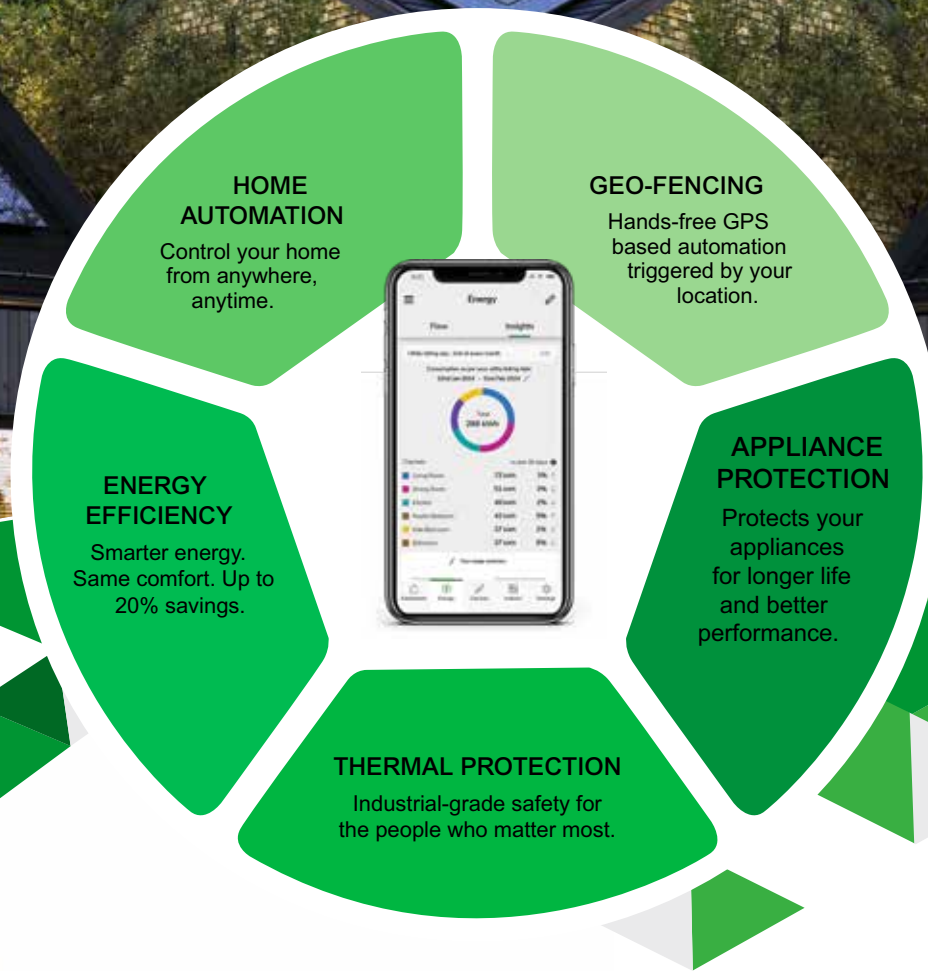 HOME
AUTOMATION
Control your home
from anywhere,
anytime.
GEO-FENCING
Hands-free GPS
based automation
triggered by your
location.
Energy
Flow
Insights
Total
ENERGY
EFFICIENCY
Smarter energy.
Same comfort. Up to
20% savings.
APPLIANCE
PROTECTION
Protects your
appliances
for longer life
and better
performance.
THERMAL PROTECTION
Industrial-grade safety for
the people who matter most.